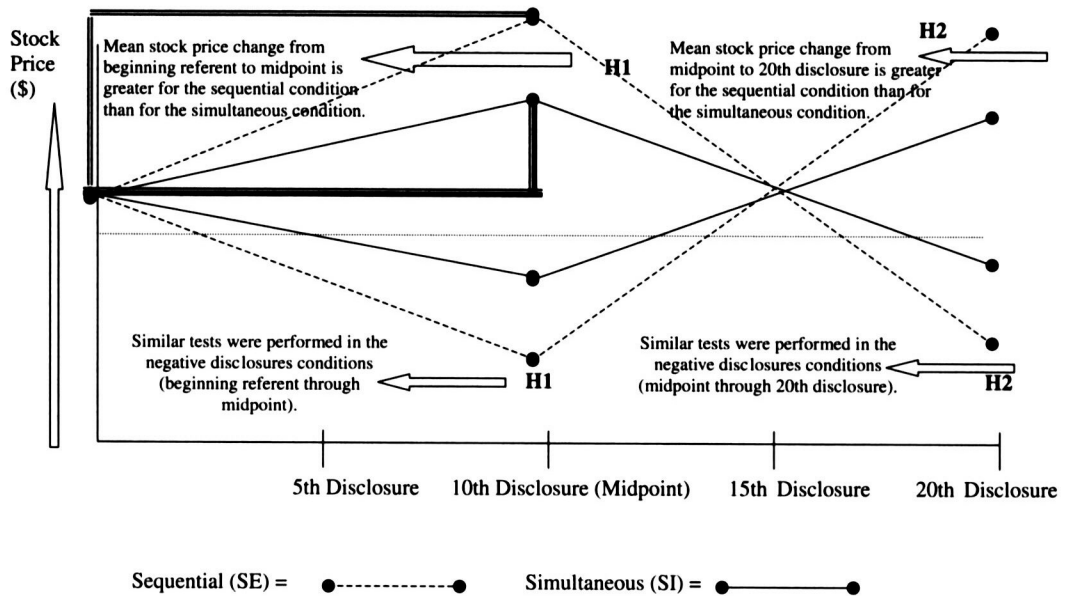 Stock
Price
($)
Mean stock price change from
beginning referent to midpoint is
greater for the sequential condition
than for the simultaneous condition.
H1
Mean stock price change from
midpoint to 20th disclosure is greater
for the sequential condition than for
the simultaneous condition.
H2
Similar tests were performed in the
negative disclosures conditions
(beginning referent through
midpoint).
H1
Similar tests were performed in the
negative disclosures conditions
(midpoint through 20th disclosure).
H2
5th Disclosure
10th Disclosure (Midpoint)
15th Disclosure
20th Disclosure
Sequential (SE) =
Simultaneous (SI) =